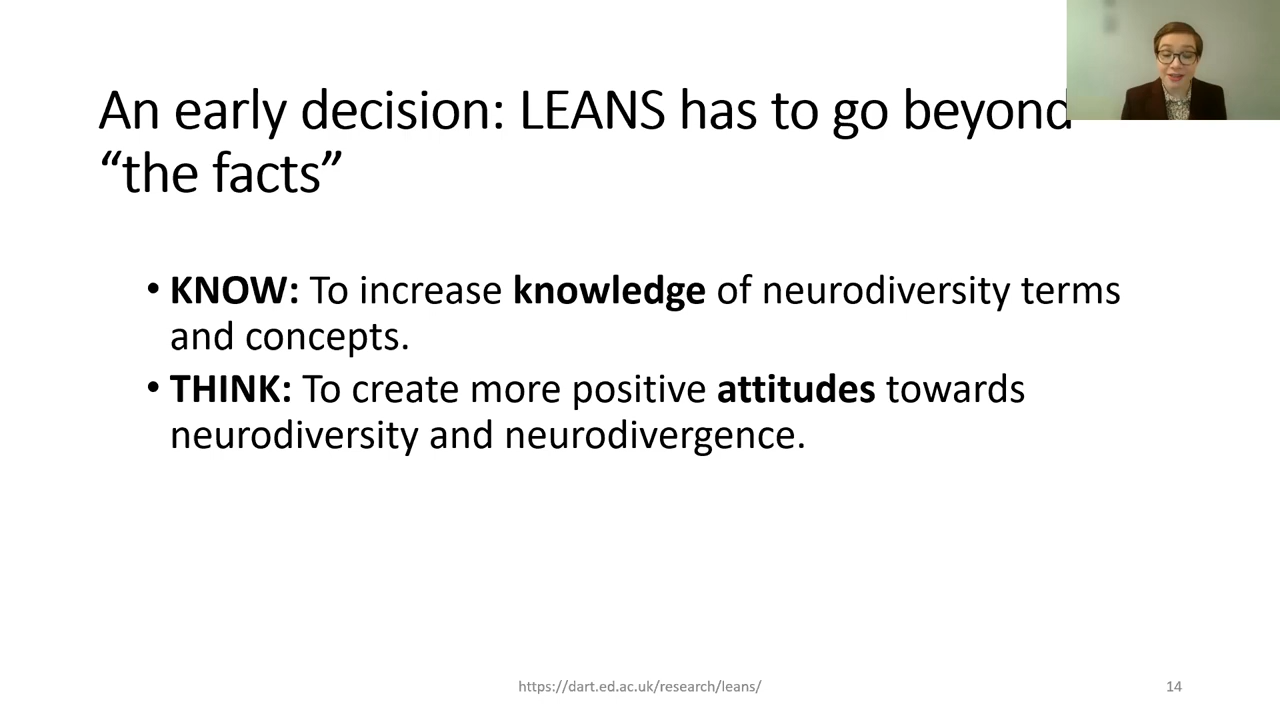 An early decision: LEANS has to go beyond
“the facts”
• KNOW: To increase knowledge of neurodiversity terms
and concepts.
• THINK: To create more positive attitudes towards
neurodiversity and neurodivergence.
https://dart.ed.ac.uk/research/leans/
14